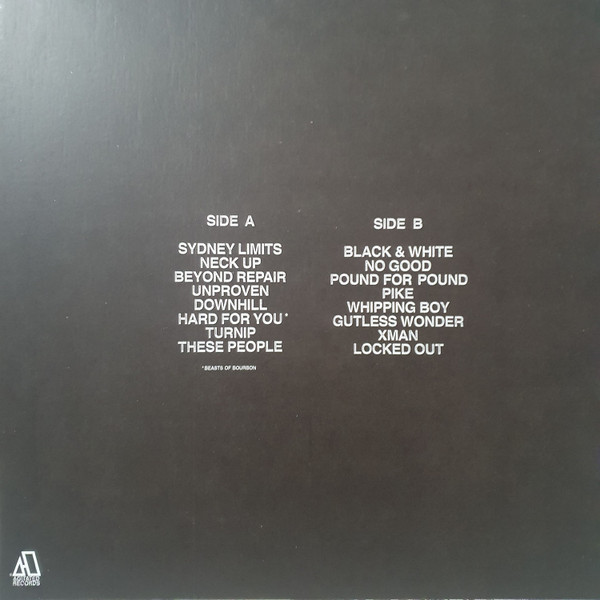 SIDE A
SYDNEY LIMITS
NECK UP
BEYOND REPAIR
UNPROVEN
DOWNHILL
HARD FOR YOU*
TURNIP
THESE PEOPLE
*BEASTS OF BOURBON
SIDE B
BLACK & WHITE
NO GOOD
POUND FOR POUND
PIKE
WHIPPING BOY
GUTLESS WONDER
XMAN
LOCKED OUT
RECORDS